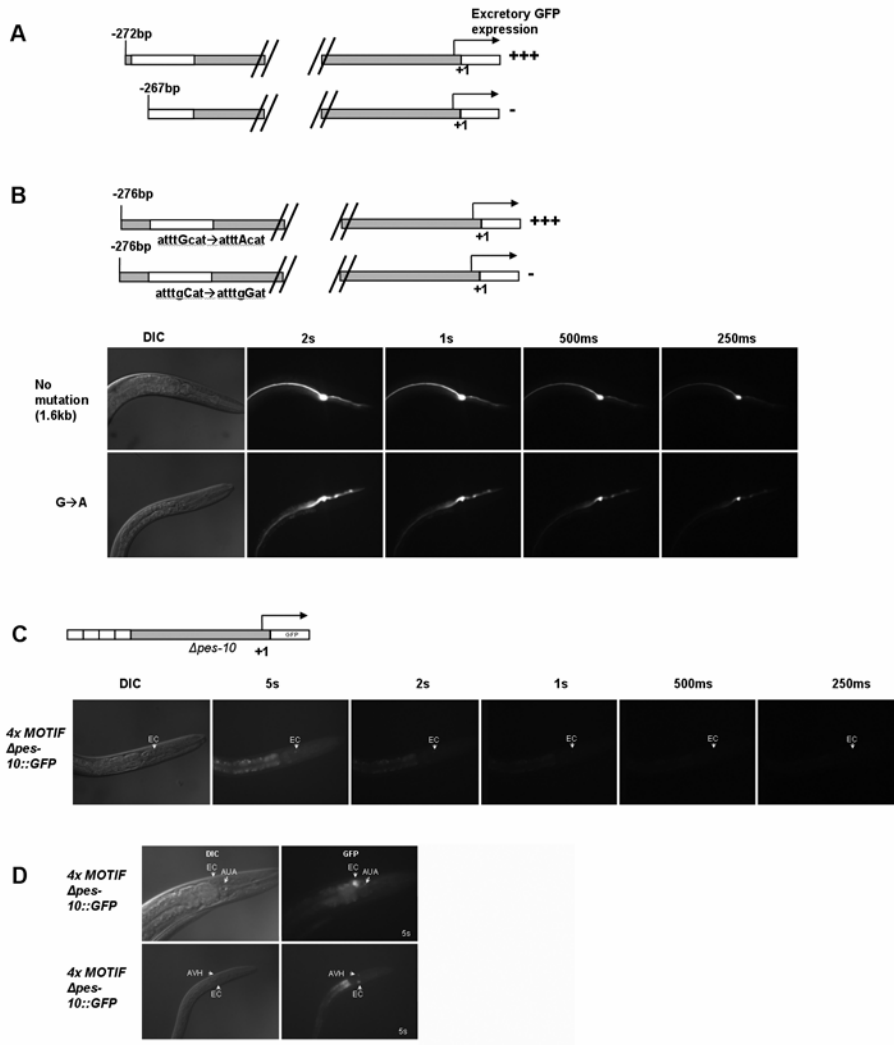 A
Excretory GFP
expression
-272bp
+++
+1
-267bp
-
+1
B
-276bp
+++
atttGcat→atttAcat
+1
-276bp
-
atttgCat→atttgGat
+1
DIC 2s 1s 500ms 250ms
No
mutation
(1.6kb)
G→A
C
GFP
Δpes-10
+1
DIC 5s 2s 1s 500ms 250ms
4x MOTIF
Δpes-
10::GFP
EC EC EC EC EC EC
D
DIC GFP
4x MOTIF
Δpes-
10::GFP
EC AUA EC AUA
5s
4x MOTIF
Δpes-
10::GFP
AVH EC AVH EC
5s